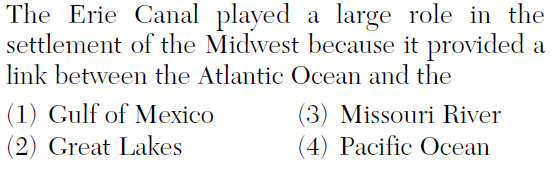 The Erie Canal played a large role in the
settlement of the Midwest because it provided a
link between the Atlantic Ocean and the
(1) Gulf of Mexico (3) Missouri River
(2) Great Lakes (4) Pacific Ocean